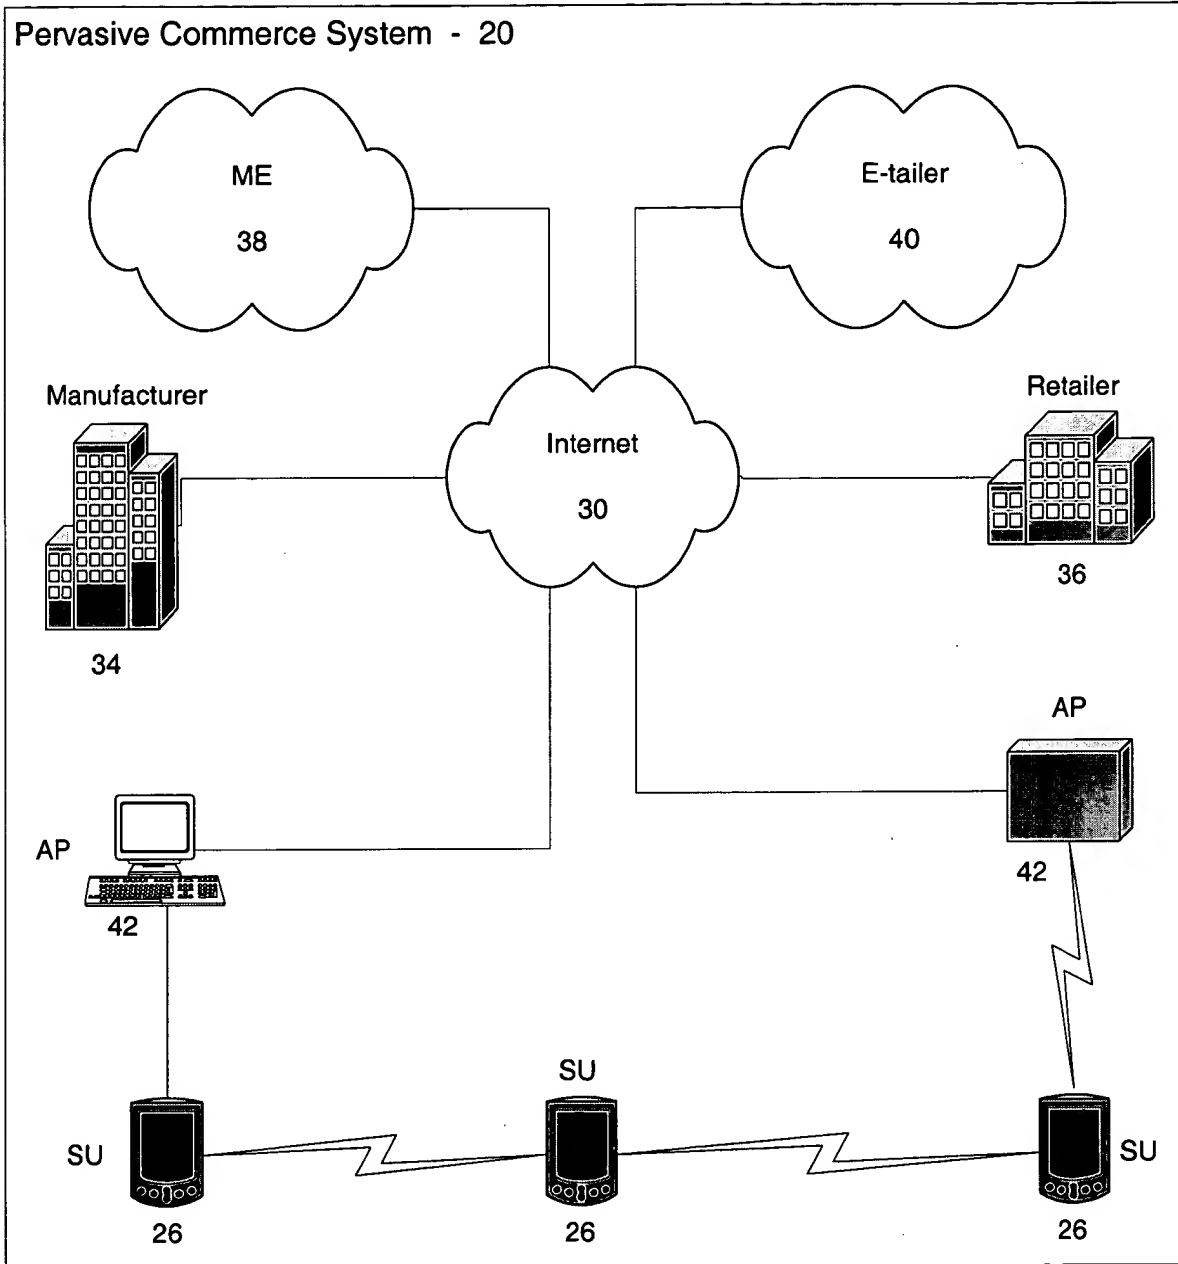 Pervasive Commerce System - 20
ME
38
E-tailer
40
Manufacturer
34
Internet
30
Retailer
36
AP
42
AP
42
SU
26
SU
26
SU
26